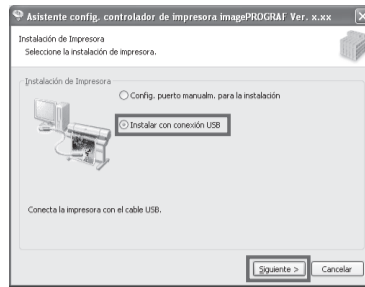 Asistente config. controlador de impresora imagePROGRAF Ver. x.xx
Instalación de Impresora
Seleccione la instalación de impresora.
Instalación de Impresora
Config. puerto manualm. para la instalación
Instalar con conexión USB
Conecta la impresora con el cable USB.
Siguiente >
Cancelar